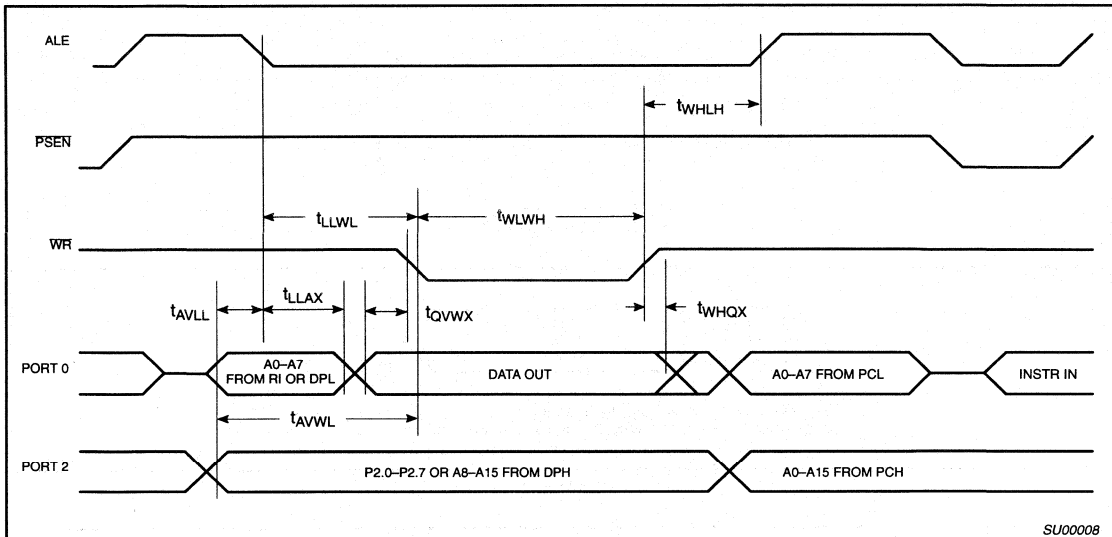 ALE
tWHLH
PSEN
tLLWL
tWLWH
WR
tAVLL
tLLAX
tQVWX
tWHQX
PORT 0
A0–A7
FROM RI OR DPL
DATA OUT
A0–A7 FROM PCL
INSTR IN
tAVWL
PORT 2
P2.0–P2.7 OR A8–A15 FROM DPH
A0–A15 FROM PCH
SU00008